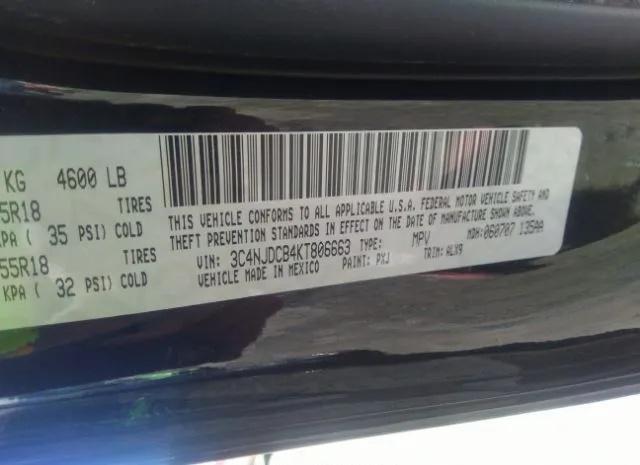 KG 4600 LB
5R18 TIRES
KPA ( 35 PSI) COLD
55R18 TIRES
KPA ( 32 PSI) COLD
THIS VEHICLE CONFORMS TO ALL APPLICABLE U.S.A. FEDERAL MOTOR VEHICLE SAFETY AND
THEFT PREVENTION STANDARDS IN EFFECT ON THE DATE OF MANUFACTURE SHOWN ABOVE.
VIN: 3C4NJDCB4KT806663 TYPE: MPV MDH: 060707 135AA
VEHICLE MADE IN MEXICO PAINT: PXJ TRIM: ALX9